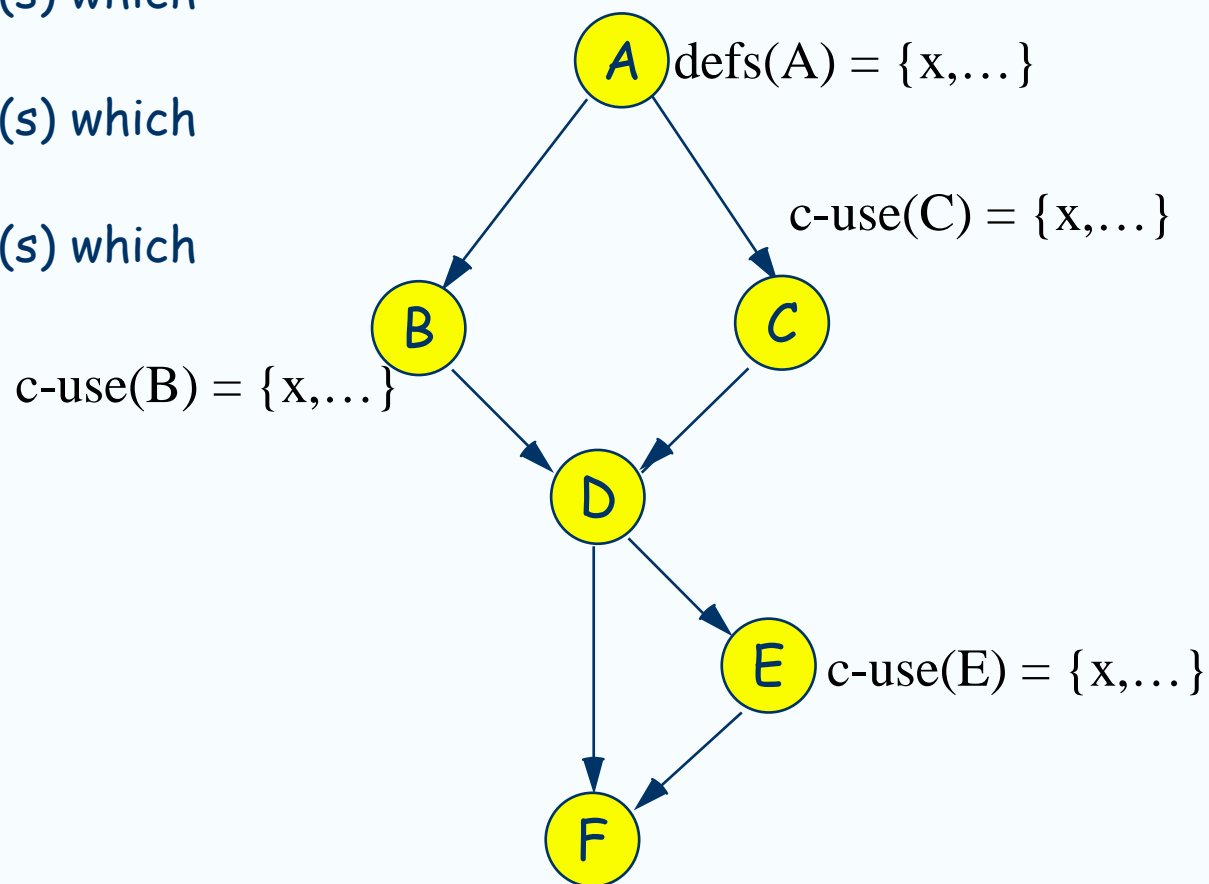 (s) which
A defs(A) = {x,…}
(s) which
c-use(C) = {x,…}
(s) which
B
C
c-use(B) = {x,…}
D
E c-use(E) = {x,…}
F